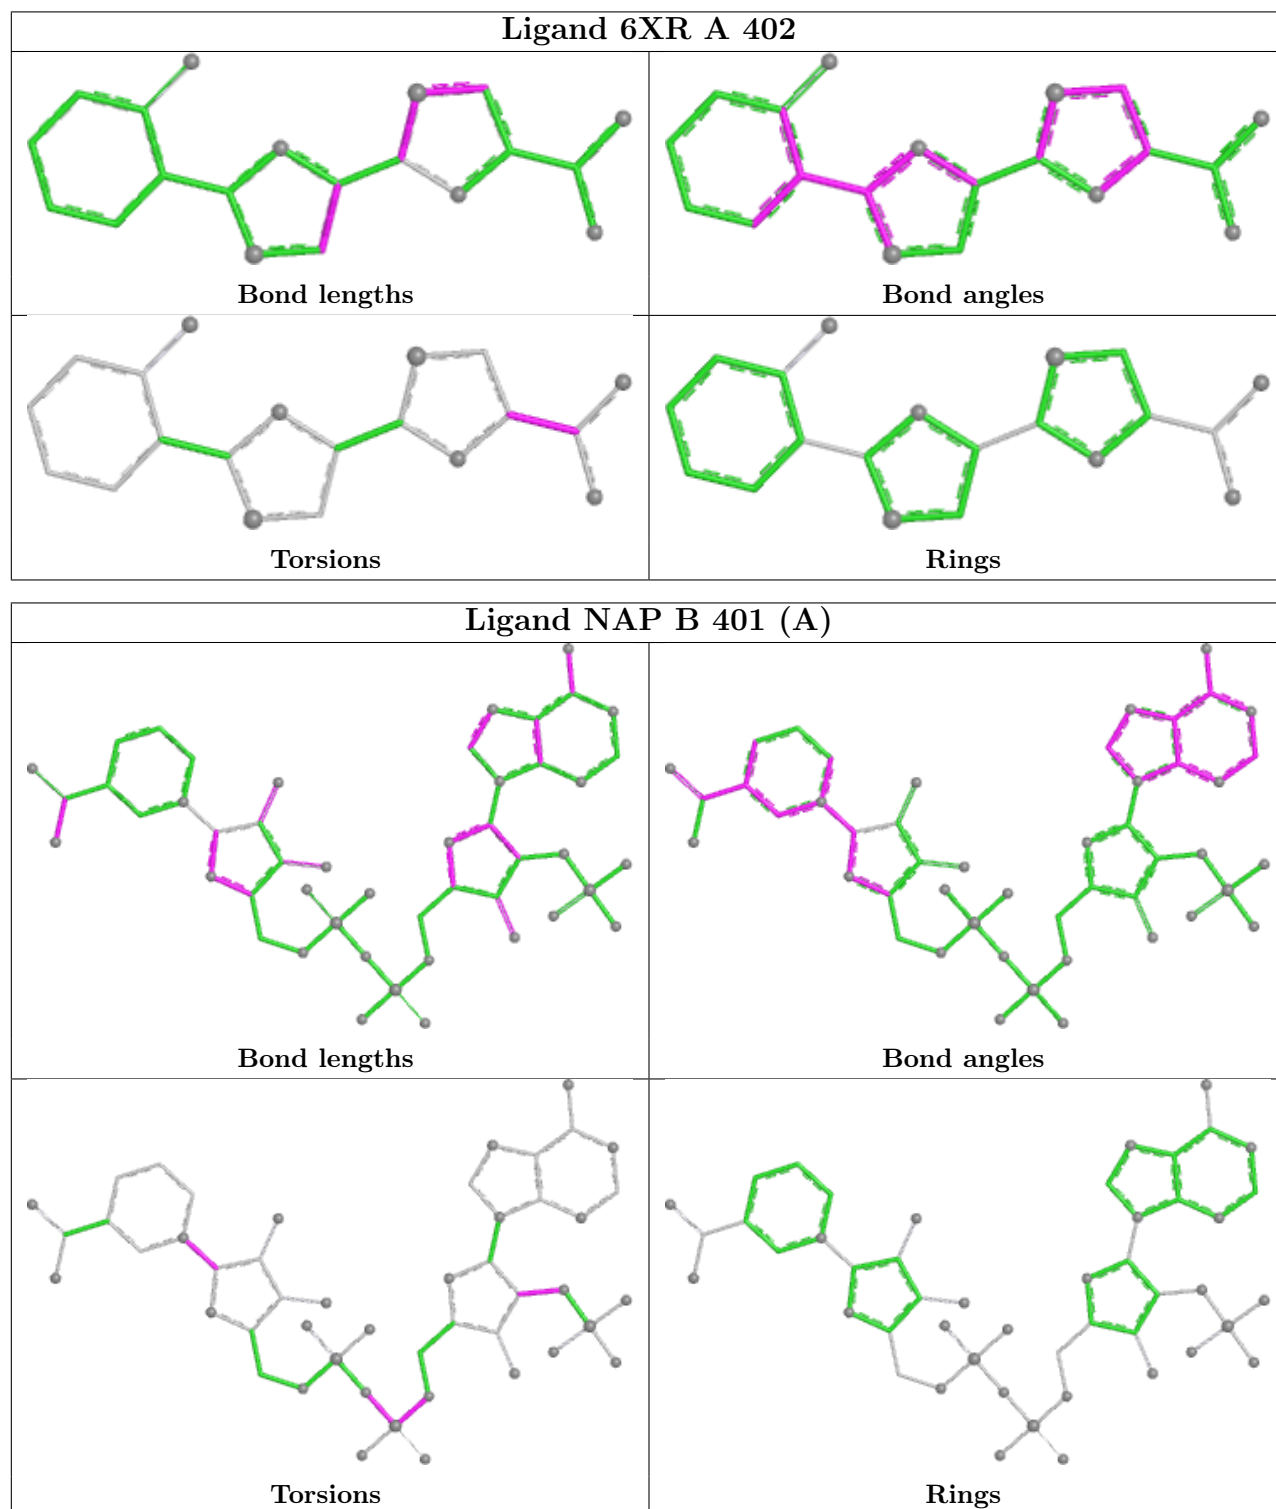 Ligand 6XR A 402
Bond lengths
Bond angles
Torsions
Rings
Ligand NAP B 401 (A)
Bond lengths
Bond angles
Torsions
Rings